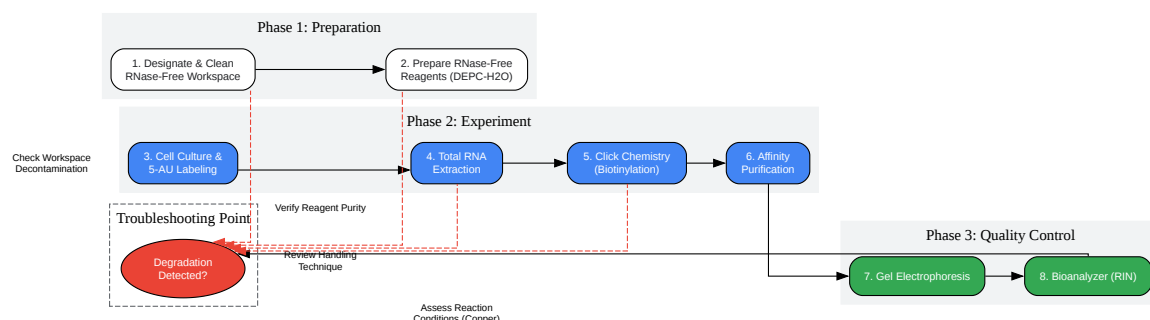 Phase 1: Preparation
1. Designate & Clean
RNase-Free Workspace
2. Prepare RNase-Free
Reagents (DEPC-H2O)
Phase 2: Experiment
Check Workspace
Decontamination
3. Cell Culture &
5-AU Labeling
4. Total RNA
Extraction
5. Click Chemistry
(Biotinylation)
6. Affinity
Purification
Verify Reagent Purity
Troubleshooting Point
Degradation
Detected?
Review Handling
Technique
Phase 3: Quality Control
7. Gel Electrophoresis
8. Bioanalyzer (RIN)
Assess Reaction
Conditions (Copper)